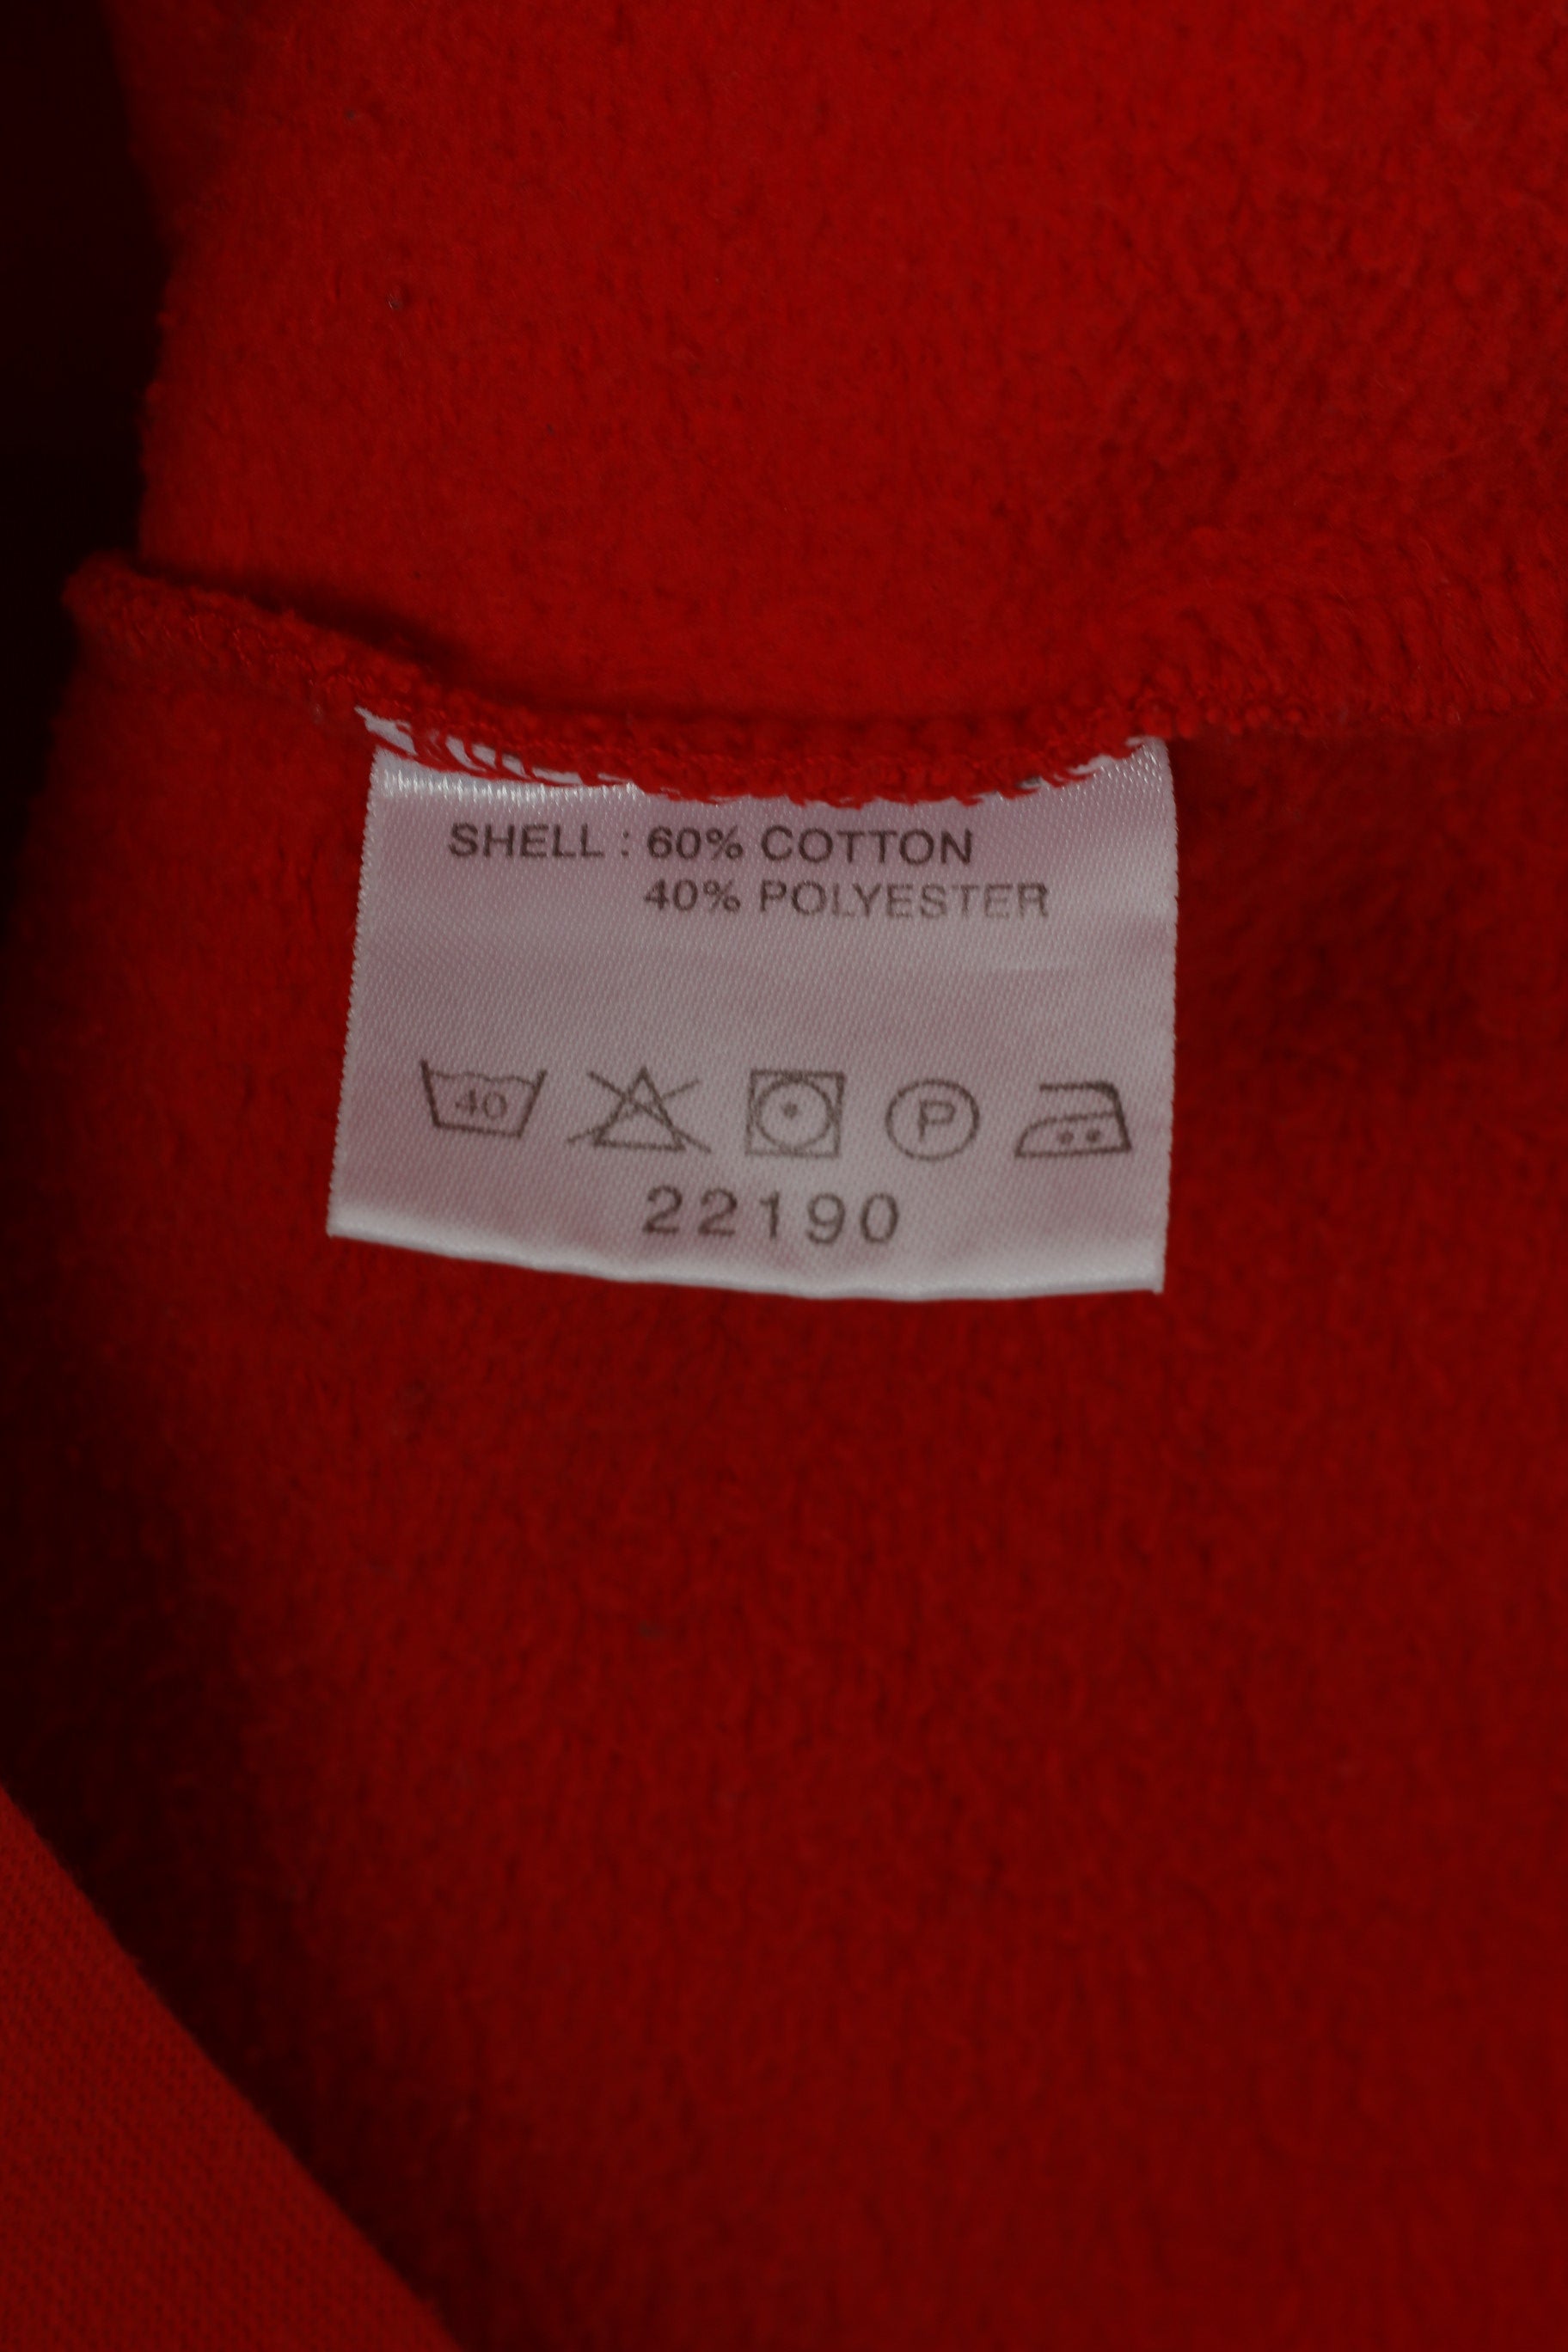 SHELL : 60% COTTON
40% POLYESTER
40 P
22190